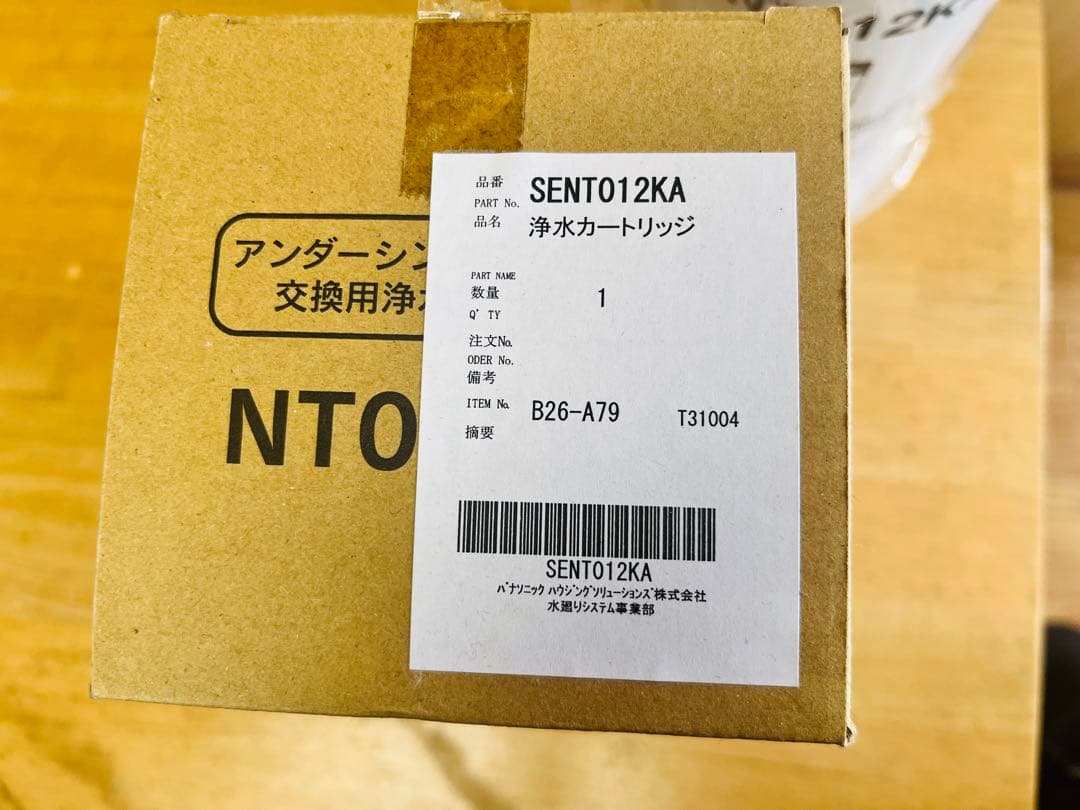 12K
アンダーシン
交換用浄
NTO
品番
PART No. SENT012KA
品名 浄水カートリッジ
PART NAME
数量 1
Q' TY
注文No.
ODER No.
備考
ITEM No. B26-A79 T31004
摘要
SENT012KA
パナソニック ハウジングソリューションズ株式会社
水廻りシステム事業部